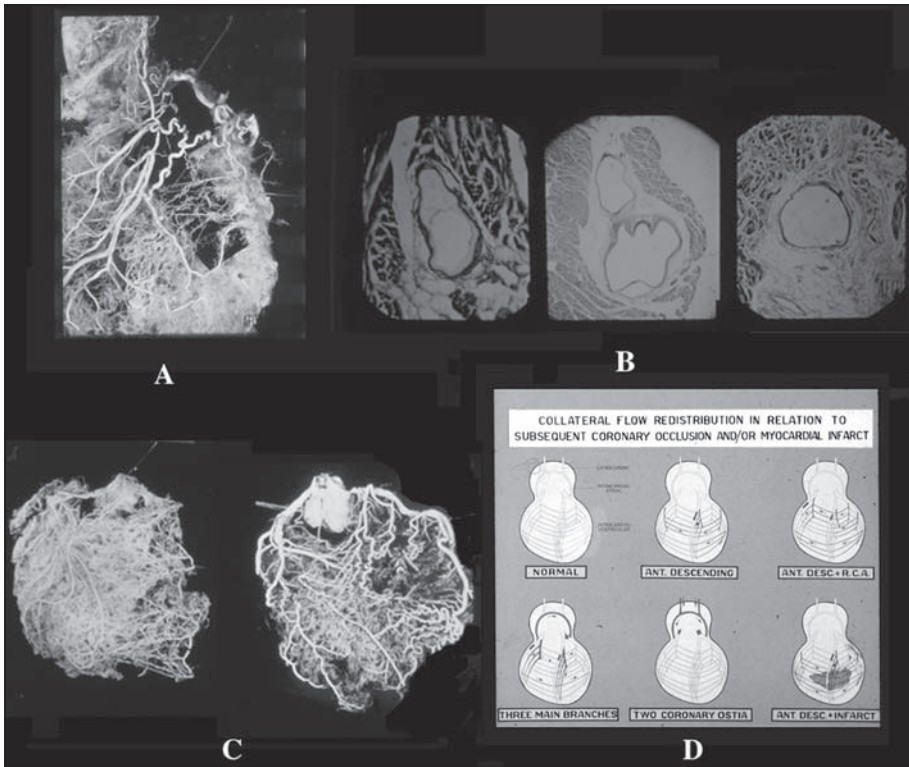 A
B
COLLATERAL FLOW REDISTRIBUTION IN RELATION TO
SUBSEQUENT CORONARY OCCLUSION AND/OR MYOCARDIAL INFARCT
NORMAL
ANT. DESCENDING
ANT. DESC.+ R.C.A.
THREE MAIN BRANCHES
TWO CORONARY OSTIA
ANT. DESC.+ INFARCT
C
D